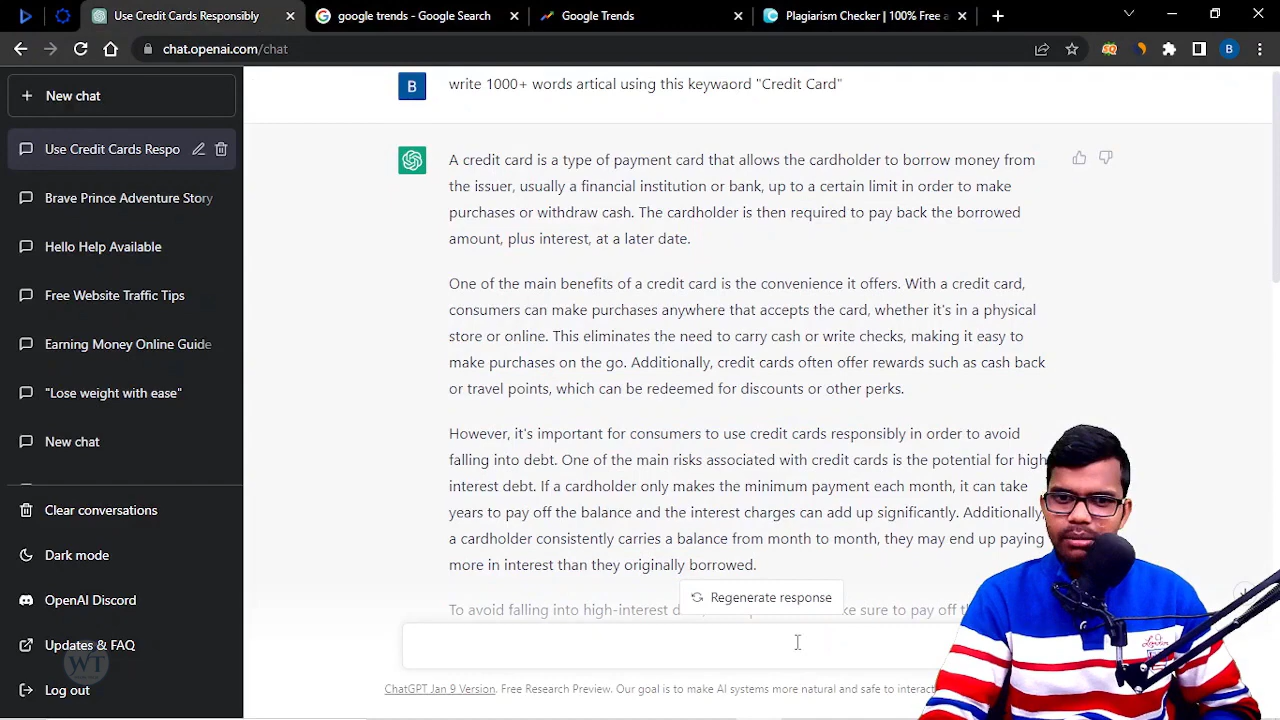 Use Credit Cards Responsibly
google trends - Google Search
Google Trends
Plagiarism Checker | 100% Free a
chat.openai.com/chat
B
New chat
Use Credit Cards Respo
Brave Prince Adventure Story
Hello Help Available
Free Website Traffic Tips
Earning Money Online Guide
"Lose weight with ease"
New chat
Clear conversations
Dark mode
OpenAI Discord
Updates & FAQ
WT
Log out
B
write 1000+ words artical using this keywaord "Credit Card"
A credit card is a type of payment card that allows the cardholder to borrow money from
the issuer, usually a financial institution or bank, up to a certain limit in order to make
purchases or withdraw cash. The cardholder is then required to pay back the borrowed
amount, plus interest, at a later date.
One of the main benefits of a credit card is the convenience it offers. With a credit card,
consumers can make purchases anywhere that accepts the card, whether it's in a physical
store or online. This eliminates the need to carry cash or write checks, making it easy to
make purchases on the go. Additionally, credit cards often offer rewards such as cash back
or travel points, which can be redeemed for discounts or other perks.
However, it's important for consumers to use credit cards responsibly in order to avoid
falling into debt. One of the main risks associated with credit cards is the potential for high
interest debt. If a cardholder only makes the minimum payment each month, it can take
years to pay off the balance and the interest charges can add up significantly. Additionally,
a cardholder consistently carries a balance from month to month, they may end up paying
more in interest than they originally borrowed.
To avoid falling into high-interest d ke sure to pay off th
Regenerate response
ChatGPT Jan 9 Version. Free Research Preview. Our goal is to make AI systems more natural and safe to interact